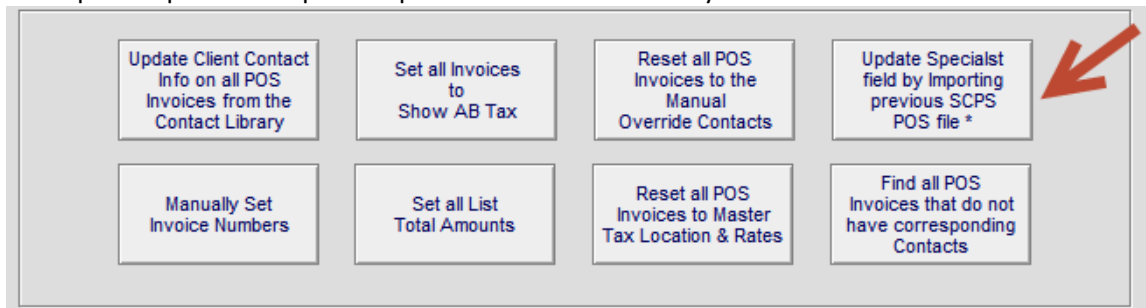 Update Client Contact
Info on all POS
Invoices from the
Contact Library
Set all Invoices
to
Show AB Tax
Reset all POS
Invoices to the
Manual
Override Contacts
Update Specialst
field by Importing
previous SCPS
POS file *
Manually Set
Invoice Numbers
Set all List
Total Amounts
Reset all POS
Invoices to Master
Tax Location & Rates
Find all POS
Invoices that do not
have corresponding
Contacts